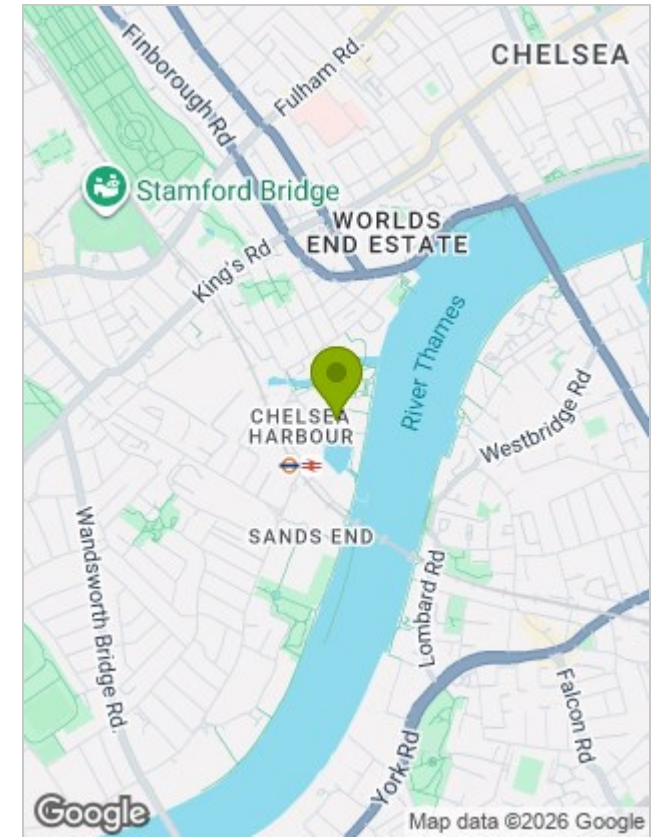 CHELSEA
Finborough Rd
Fulham Rd.
Stamford Bridge
WORLDS
END ESTATE
King's Rd
River Thames
CHELSEA
HARBOUR
Westbridge Rd
SANDS END
Wandsworth Bridge Rd.
Lombard Rd
Falcon Rd
York Rd
Google
Map data ©2026 Google